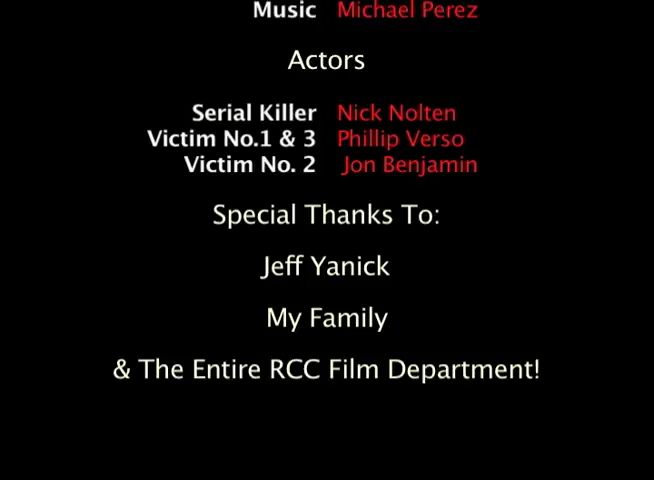 Music Michael Perez
Actors
Serial Killer Nick Nolten
Victim No.1 & 3 Phillip Verso
Victim No. 2 Jon Benjamin
Special Thanks To:
Jeff Yanick
My Family
& The Entire RCC Film Department!